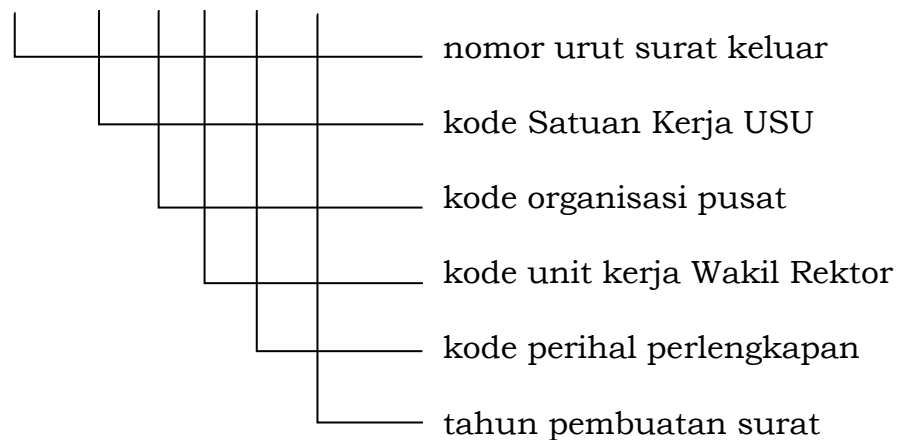 nomor urut surat keluar
kode Satuan Kerja USU
kode organisasi pusat
kode unit kerja Wakil Rektor
kode perihal perlengkapan
tahun pembuatan surat